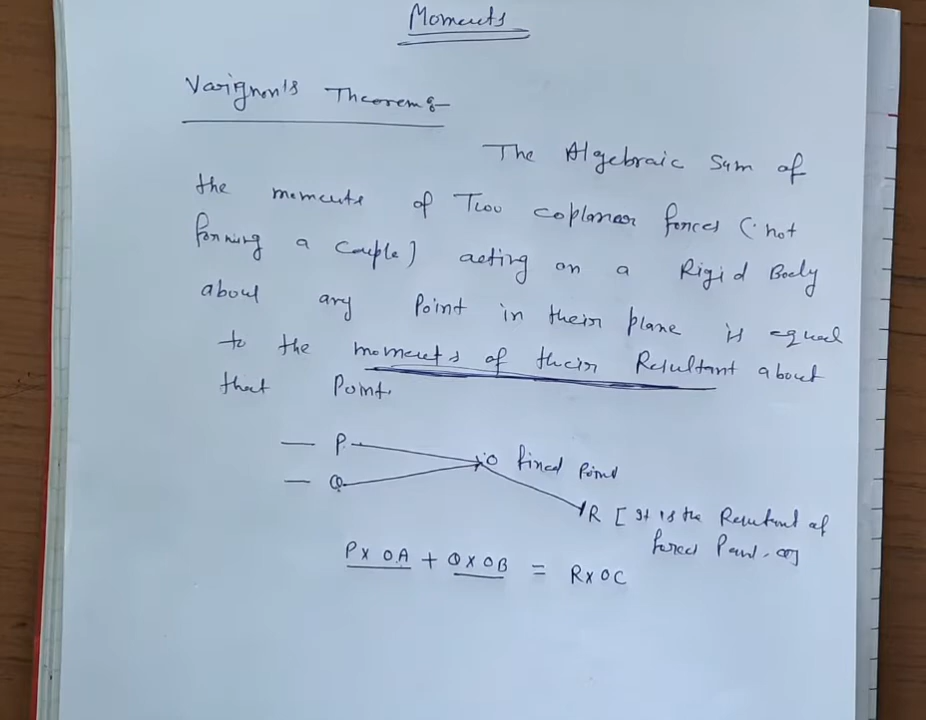 Moments
Varignon's Theorem :-
The Algebraic Sum of
the moments of Two coplanar forces ( not
forming a couple ) acting on a Rigid Body
about any Point in their plane is equal
to the moments of their Resultant about
that Point.
— P
O fixed Point
— Q
R [ It is the Resultant of
forces P and Q]
P x OA + Q x OB = R x OC